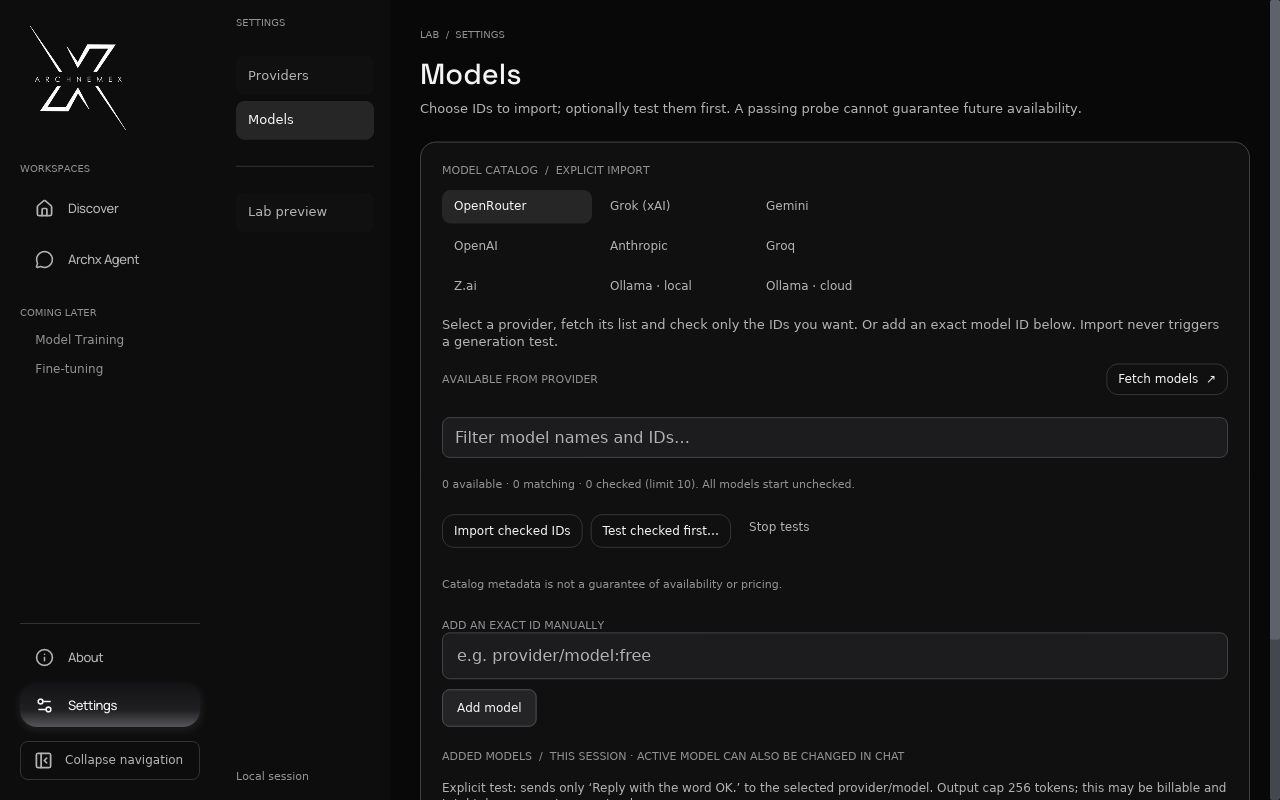 ARCHNEMEX
WORKSPACES
Discover
Archx Agent
COMING LATER
Model Training
Fine-tuning
About
Settings
Collapse navigation
SETTINGS
Providers
Models
Lab preview
Local session
LAB / SETTINGS
Models
Choose IDs to import; optionally test them first. A passing probe cannot guarantee future availability.
MODEL CATALOG / EXPLICIT IMPORT
OpenRouter
Grok (xAI)
Gemini
OpenAI
Anthropic
Groq
Z.ai
Ollama · local
Ollama · cloud
Select a provider, fetch its list and check only the IDs you want. Or add an exact model ID below. Import never triggers
a generation test.
AVAILABLE FROM PROVIDER
Fetch models ↗
Filter model names and IDs…
0 available · 0 matching · 0 checked (limit 10). All models start unchecked.
Import checked IDs
Test checked first…
Stop tests
Catalog metadata is not a guarantee of availability or pricing.
ADD AN EXACT ID MANUALLY
e.g. provider/model:free
Add model
ADDED MODELS / THIS SESSION · ACTIVE MODEL CAN ALSO BE CHANGED IN CHAT
Explicit test: sends only ‘Reply with the word OK.’ to the selected provider/model. Output cap 256 tokens; this may be billable and